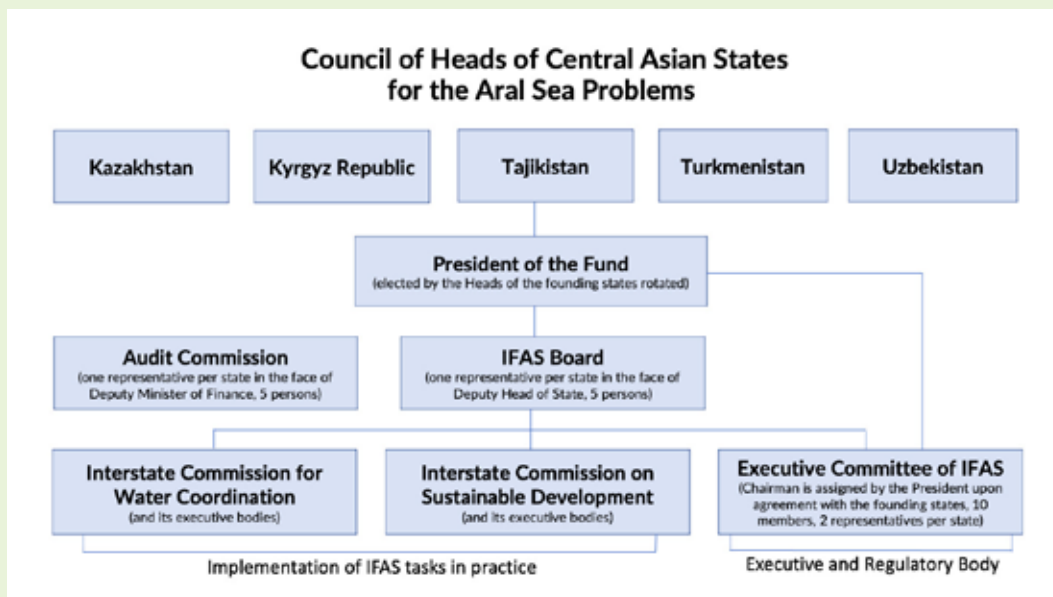 Council of Heads of Central Asian States
for the Aral Sea Problems
Kazakhstan
Kyrgyz Republic
Tajikistan
Turkmenistan
Uzbekistan
President of the Fund
(elected by the Heads of the founding states rotated)
Audit Commission
(one representative per state in the face of
Deputy Minister of Finance, 5 persons)
IFAS Board
(one representative per state in the face of
Deputy Head of State, 5 persons)
Interstate Commission for
Water Coordination
(and its executive bodies)
Interstate Commission on
Sustainable Development
(and its executive bodies)
Executive Committee of IFAS
(Chairman is assigned by the President upon
agreement with the founding states, 10
members, 2 representatives per state)
Implementation of IFAS tasks in practice
Executive and Regulatory Body